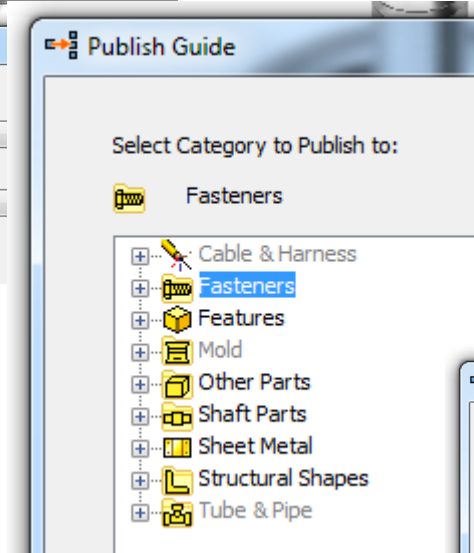 Publish Guide
Select Category to Publish to:
Fasteners
Cable & Harness
Fasteners
Features
Mold
Other Parts
Shaft Parts
Sheet Metal
Structural Shapes
Tube & Pipe